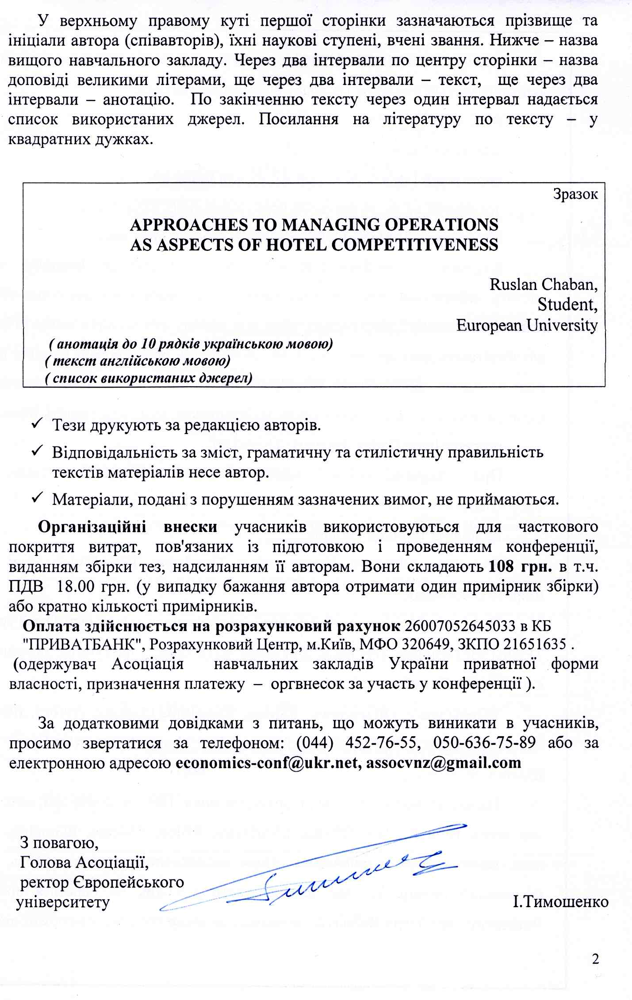 У верхньому правому куті першої сторінки зазначаються прізвище та
ініціали автора (співавторів), їхні наукові ступені, вчені звання. Нижче – назва
вищого навчального закладу. Через два інтервали по центру сторінки – назва
доповіді великими літерами, ще через два інтервали – текст, ще через два
інтервали – анотацію. По закінченню тексту через один інтервал надається
список використаних джерел. Посилання на літературу по тексту – у
квадратних дужках.
Зразок
APPROACHES TO MANAGING OPERATIONS
AS ASPECTS OF HOTEL COMPETITIVENESS
Ruslan Chaban,
Student,
European University
( анотація до 10 рядків українською мовою)
( текст англійською мовою)
( список використаних джерел)
✓ Тези друкують за редакцією авторів.
✓ Відповідальність за зміст, граматичну та стилістичну правильність
текстів матеріалів несе автор.
✓ Матеріали, подані з порушенням зазначених вимог, не приймаються.
Організаційні внески учасників використовуються для часткового
покриття витрат, пов'язаних із підготовкою і проведенням конференції,
виданням збірки тез, надсиланням її авторам. Вони складають 108 грн. в т.ч.
ПДВ 18.00 грн. (у випадку бажання автора отримати один примірник збірки)
або кратно кількості примірників.
Оплата здійснюється на розрахунковий рахунок 26007052645033 в КБ
"ПРИВАТБАНК", Розрахунковий Центр, м.Київ, МФО 320649, ЗКПО 21651635 .
(одержувач Асоціація навчальних закладів України приватної форми
власності, призначення платежу – оргвнесок за участь у конференції ).
За додатковими довідками з питань, що можуть виникати в учасників,
просимо звертатися за телефоном: (044) 452-76-55, 050-636-75-89 або за
електронною адресою economics-conf@ukr.net, assocvnz@gmail.com
З повагою,
Голова Асоціації,
ректор Європейського
університету І.Тимошенко
2